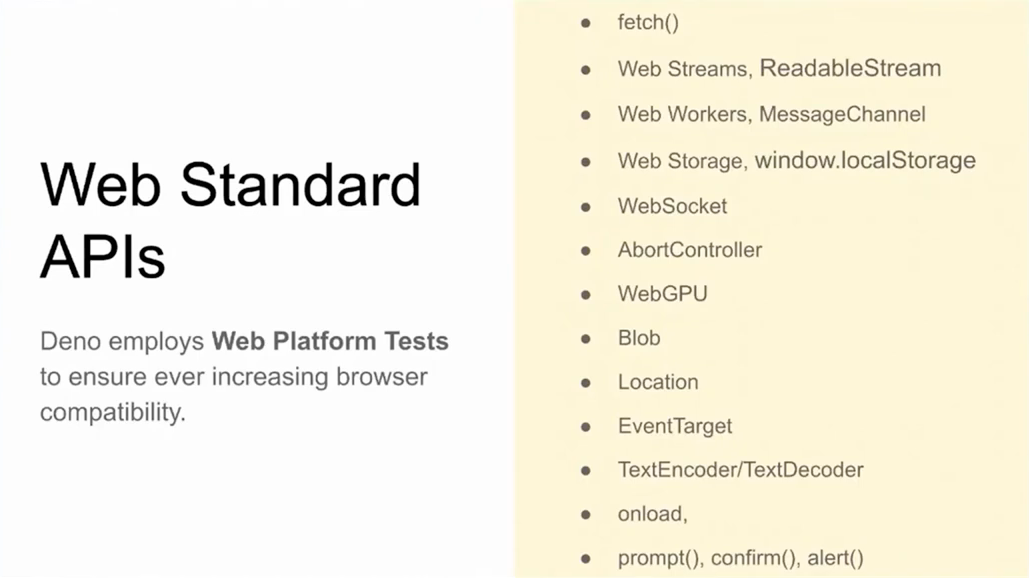 Web Standard
APIs
Deno employs Web Platform Tests
to ensure ever increasing browser
compatibility.
● fetch()
● Web Streams, ReadableStream
● Web Workers, MessageChannel
● Web Storage, window.localStorage
● WebSocket
● AbortController
● WebGPU
● Blob
● Location
● EventTarget
● TextEncoder/TextDecoder
● onload,
● prompt(), confirm(), alert()